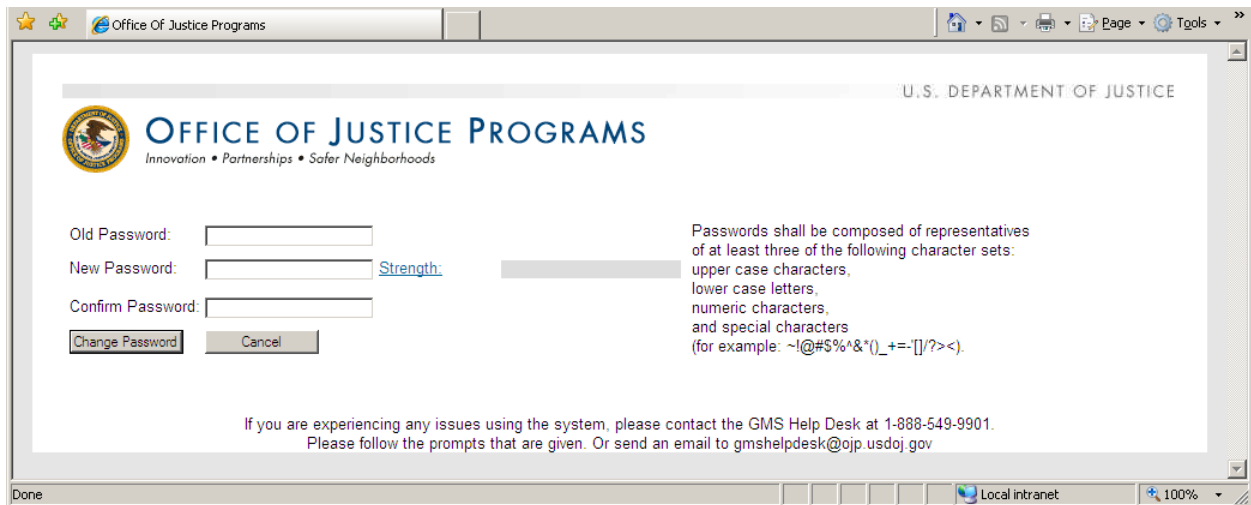 Office Of Justice Programs
Page
Tools
»
U.S. DEPARTMENT OF JUSTICE
OFFICE OF JUSTICE PROGRAMS
Innovation • Partnerships • Safer Neighborhoods
Old Password:
New Password:
Strength:
Confirm Password:
Change Password
Cancel
Passwords shall be composed of representatives
of at least three of the following character sets:
upper case characters,
lower case letters,
numeric characters,
and special characters
(for example: ~!@#$%^&*()_+=-'[]/?><).
If you are experiencing any issues using the system, please contact the GMS Help Desk at 1-888-549-9901.
Please follow the prompts that are given. Or send an email to gmshelpdesk@ojp.usdoj.gov
Done
Local intranet
100%